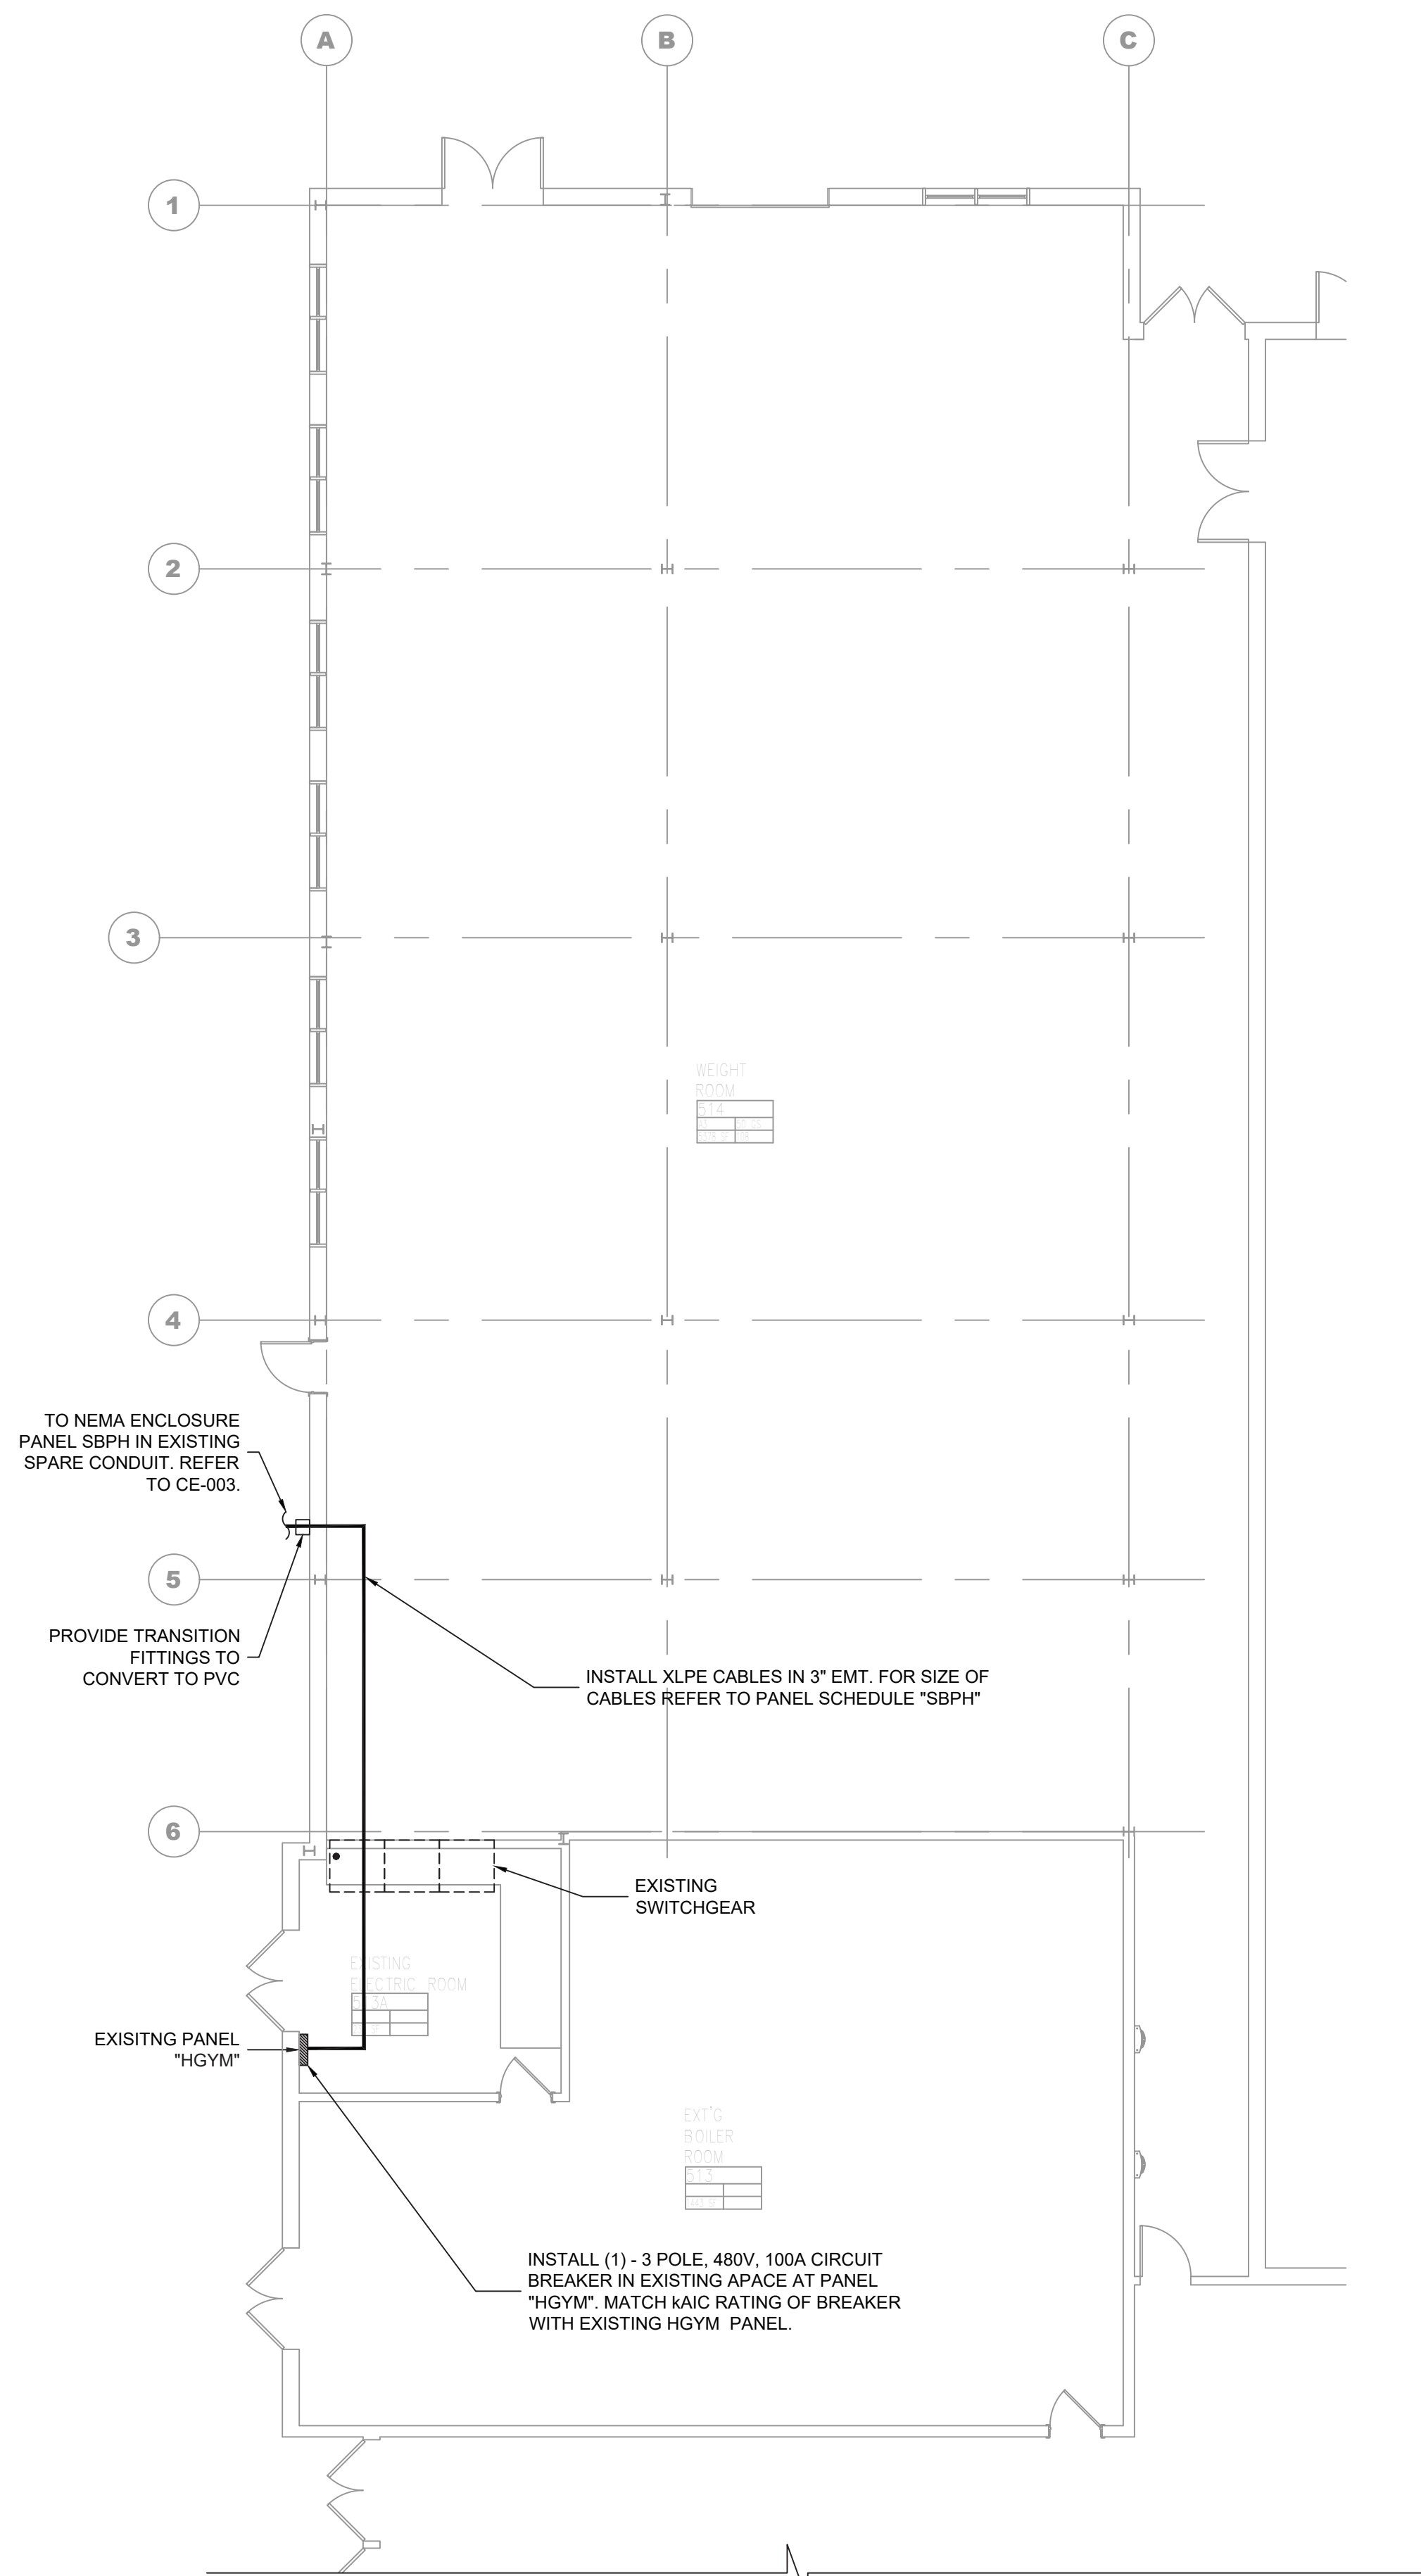 A
B
C
1
2
3
WEIGHT
ROOM
514
4
TO NEMA ENCLOSURE
PANEL SBPH IN EXISTING
SPARE CONDUIT. REFER
TO CE-003.
5
PROVIDE TRANSITION
FITTINGS TO
CONVERT TO PVC
INSTALL XLPE CABLES IN 3" EMT. FOR SIZE OF
CABLES REFER TO PANEL SCHEDULE "SBPH"
6
EXISTING
SWITCHGEAR
EXISTING
ELECTRIC ROOM
513A
EXISITNG PANEL
"HGYM"
EXT'G
BOILER
ROOM
513
INSTALL (1) - 3 POLE, 480V, 100A CIRCUIT
BREAKER IN EXISTING APACE AT PANEL
"HGYM". MATCH kAIC RATING OF BREAKER
WITH EXISTING HGYM PANEL.